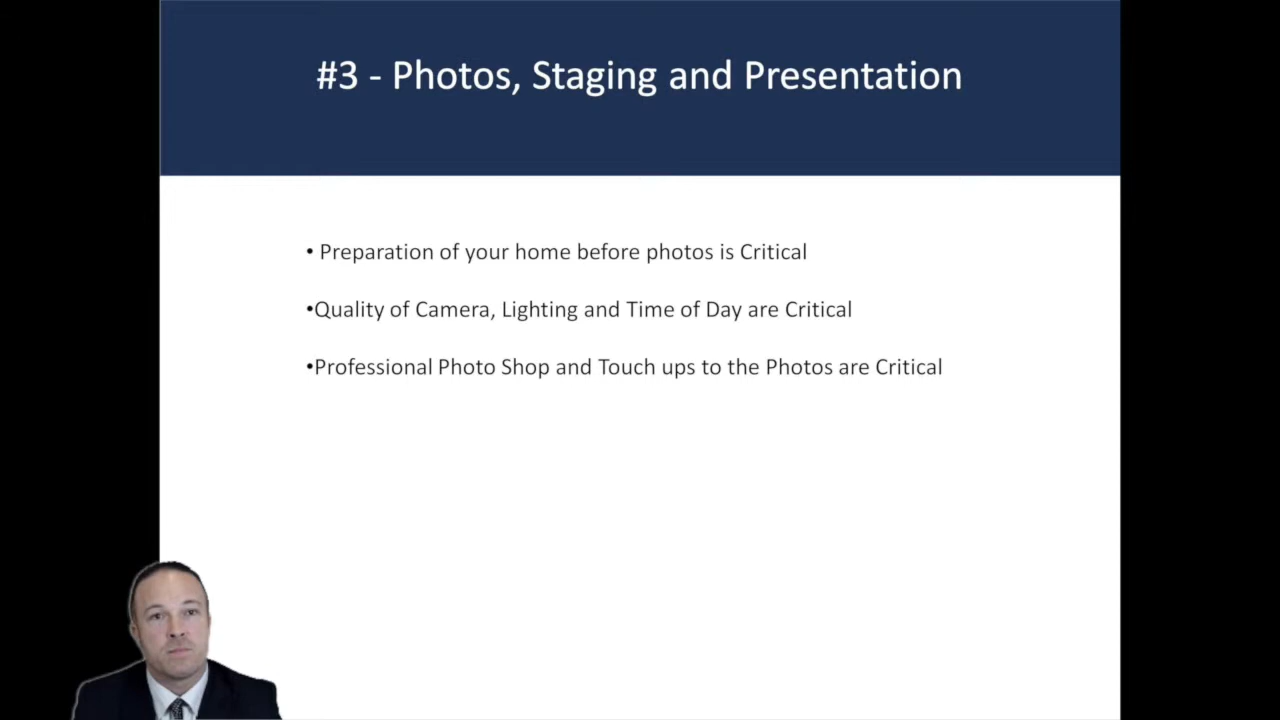 #3 - Photos, Staging and Presentation
• Preparation of your home before photos is Critical
•Quality of Camera, Lighting and Time of Day are Critical
•Professional Photo Shop and Touch ups to the Photos are Critical